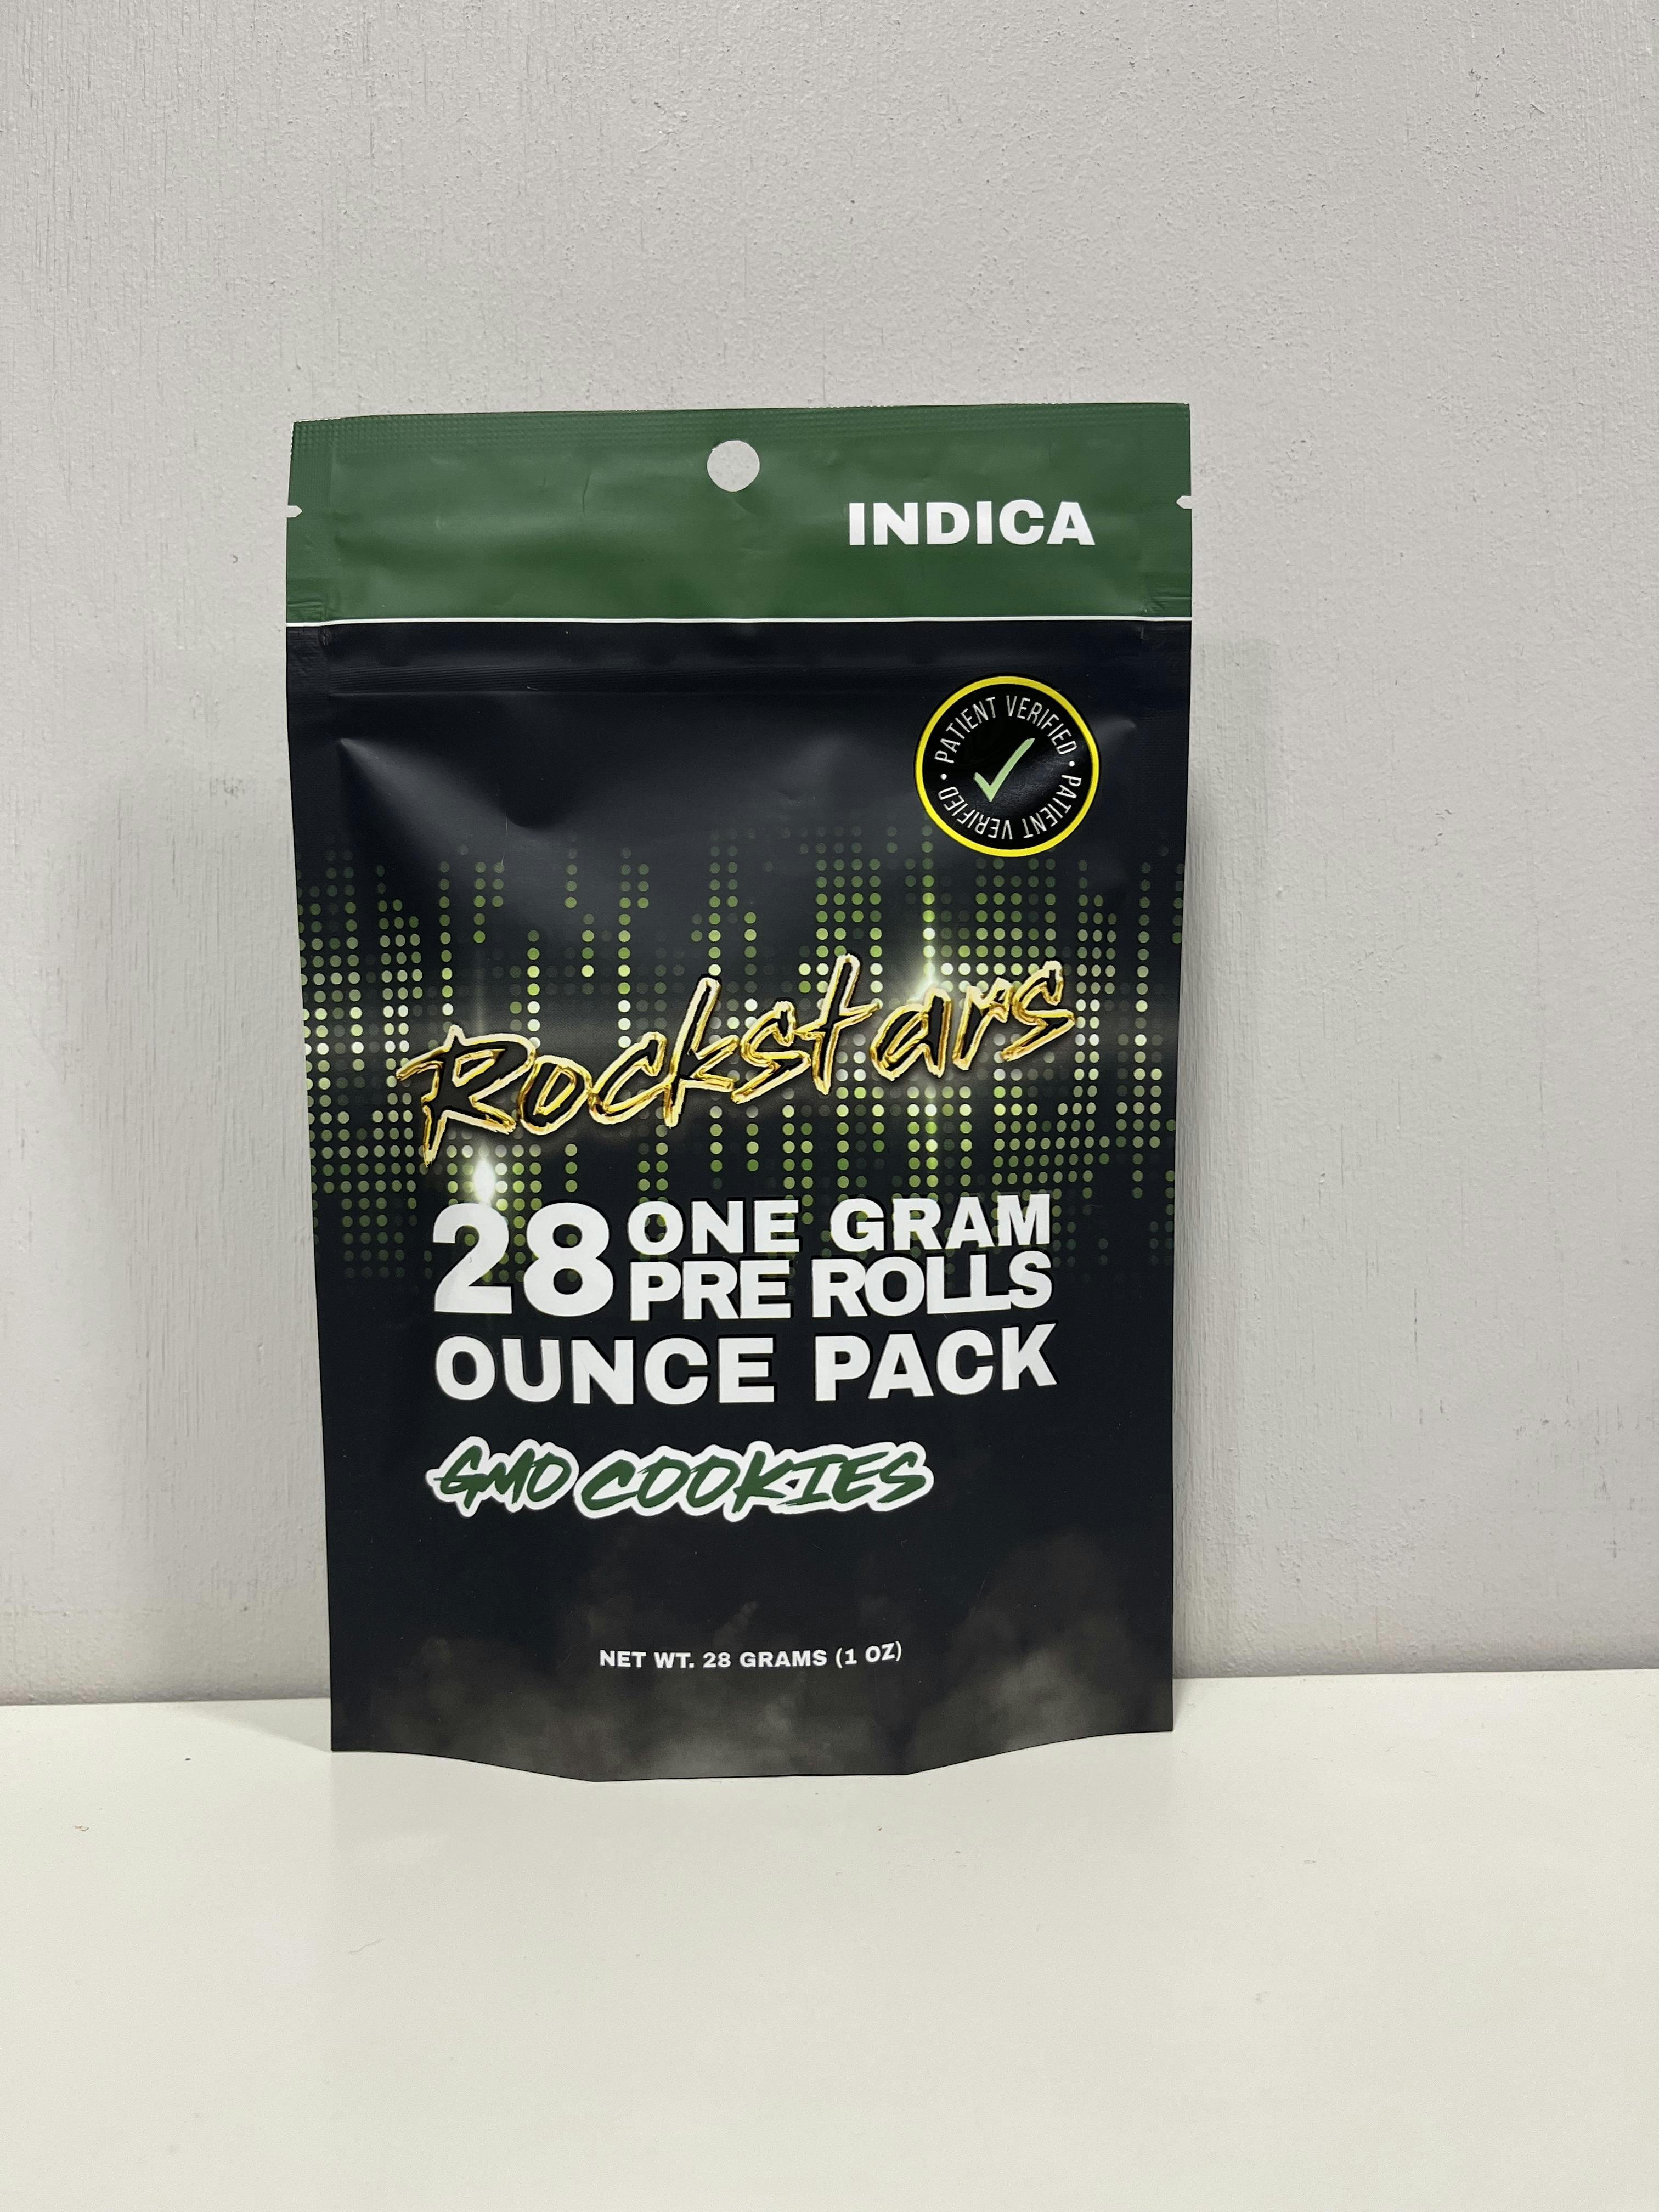 INDICA
• PATIENT VERIFIED • PATIENT VERIFIED
Rockstars
28 ONE GRAM
PRE ROLLS
OUNCE PACK
GMO COOKIES
NET WT. 28 GRAMS (1 OZ)